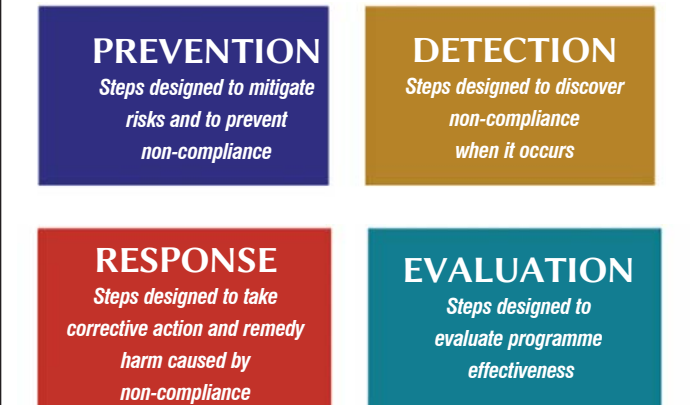 PREVENTION
Steps designed to mitigate
risks and to prevent
non-compliance
DETECTION
Steps designed to discover
non-compliance
when it occurs
RESPONSE
Steps designed to take
corrective action and remedy
harm caused by
non-compliance
EVALUATION
Steps designed to
evaluate programme
effectiveness